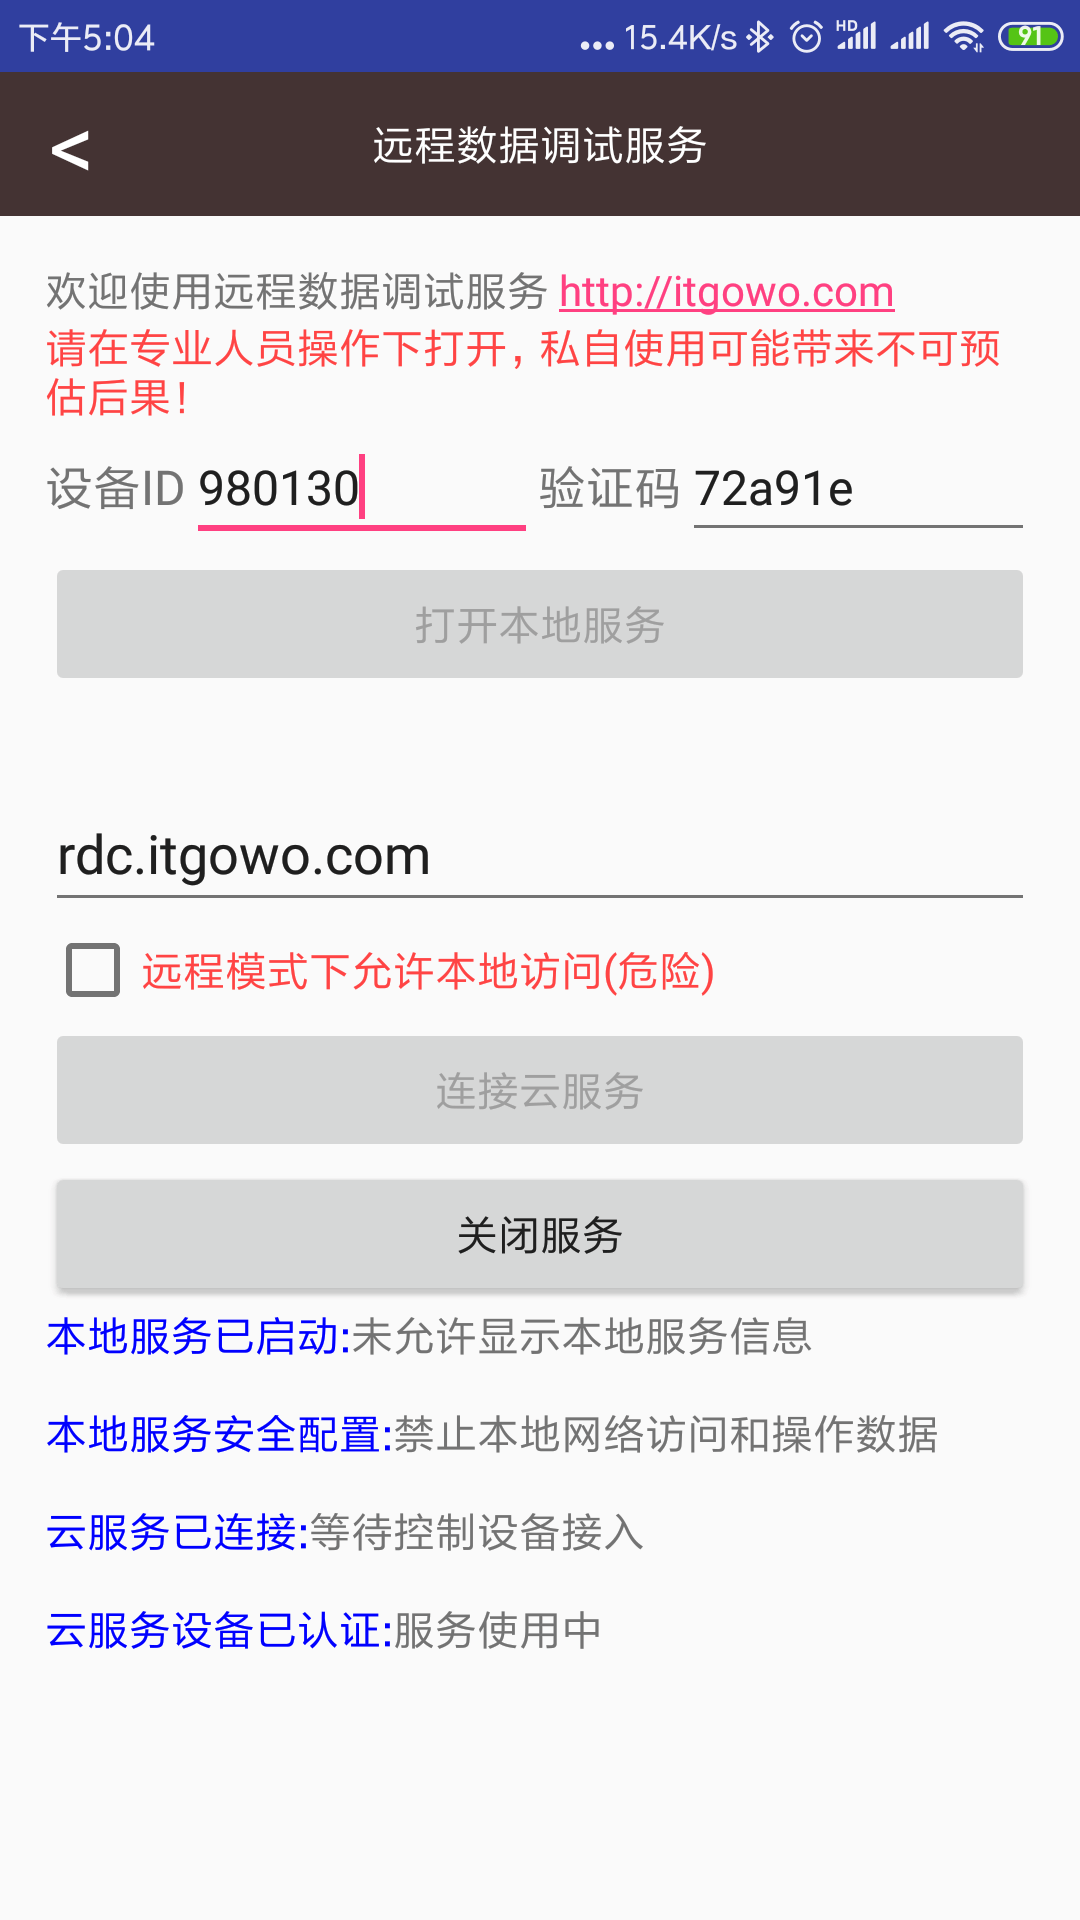 下午5:04 ... 15.4K/s HD 91
< 远程数据调试服务
欢迎使用远程数据调试服务 http://itgowo.com
请在专业人员操作下打开，私自使用可能带来不可预
估后果！
设备ID 980130 验证码 72a91e
打开本地服务
rdc.itgowo.com
远程模式下允许本地访问(危险)
连接云服务
关闭服务
本地服务已启动:未允许显示本地服务信息
本地服务安全配置:禁止本地网络访问和操作数据
云服务已连接:等待控制设备接入
云服务设备已认证:服务使用中